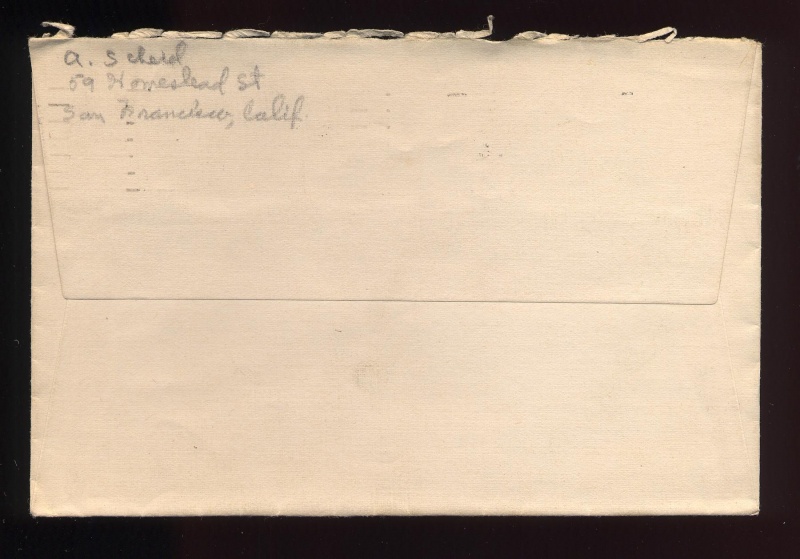 A. Scheid
59 Homestead St
San Francisco, Calif.